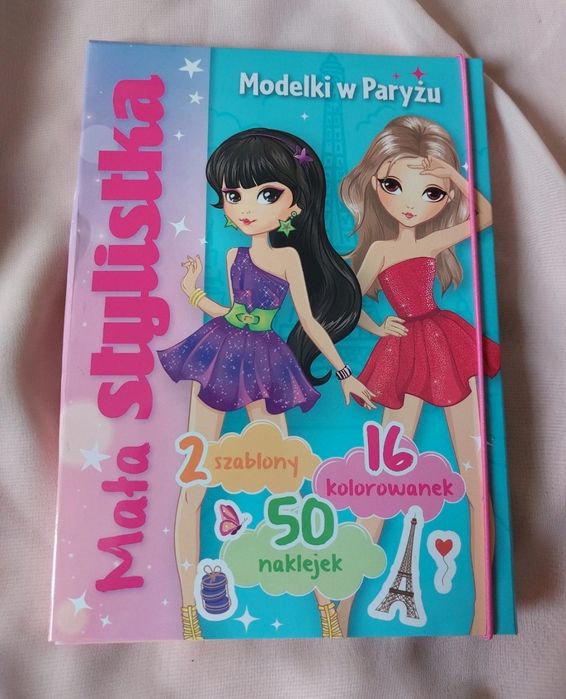 Modelki w Paryżu
Mała stylistka
2 szablony
16
kolorowanek
50
naklejek